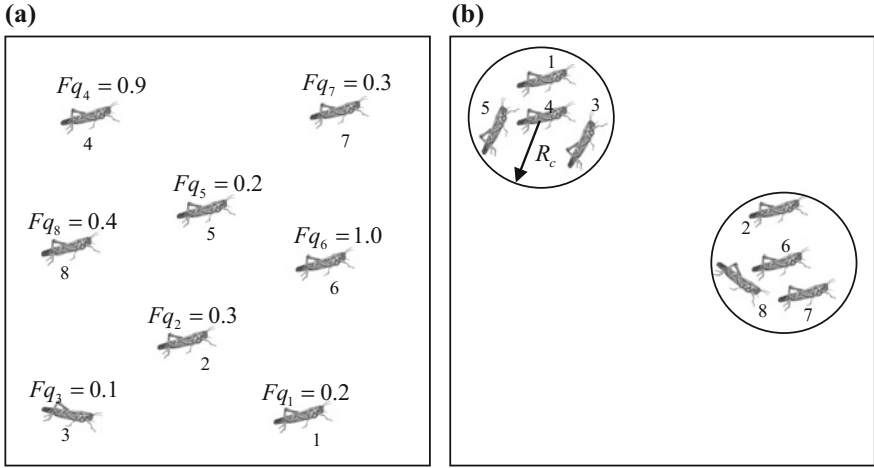 (a)
Fq₄ = 0.9
4
Fq₇ = 0.3
7
Fq₅ = 0.2
5
Fq₈ = 0.4
8
Fq₆ = 1.0
6
Fq₂ = 0.3
2
Fq₃ = 0.1
3
Fq₁ = 0.2
1
(b)
1
5
4
3
R_c
2
6
8
7